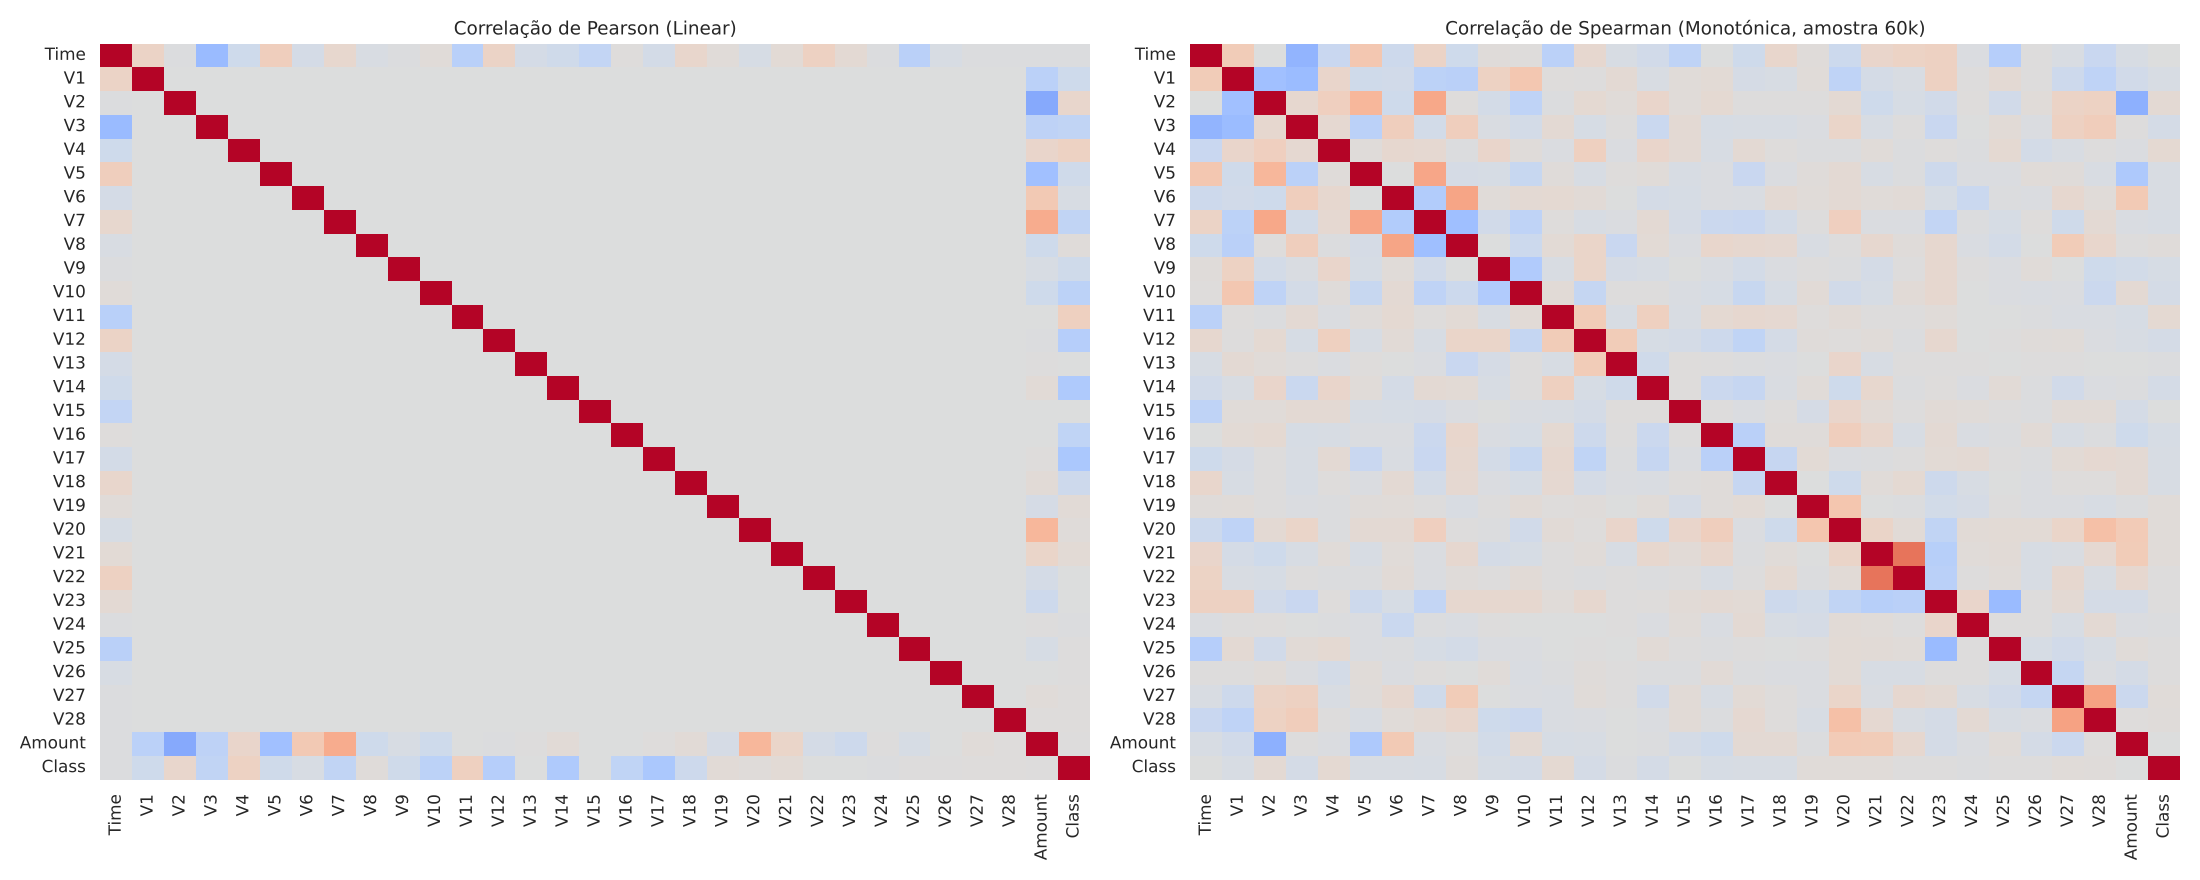 Correlação de Pearson (Linear)
Time
V1
V2
V3
V4
V5
V6
V7
V8
V9
V10
V11
V12
V13
V14
V15
V16
V17
V18
V19
V20
V21
V22
V23
V24
V25
V26
V27
V28
Amount
Class
Time V1 V2 V3 V4 V5 V6 V7 V8 V9 V10 V11 V12 V13 V14 V15 V16 V17 V18 V19 V20 V21 V22 V23 V24 V25 V26 V27 V28 Amount Class
Correlação de Spearman (Monotónica, amostra 60k)
Time
V1
V2
V3
V4
V5
V6
V7
V8
V9
V10
V11
V12
V13
V14
V15
V16
V17
V18
V19
V20
V21
V22
V23
V24
V25
V26
V27
V28
Amount
Class
Time V1 V2 V3 V4 V5 V6 V7 V8 V9 V10 V11 V12 V13 V14 V15 V16 V17 V18 V19 V20 V21 V22 V23 V24 V25 V26 V27 V28 Amount Class